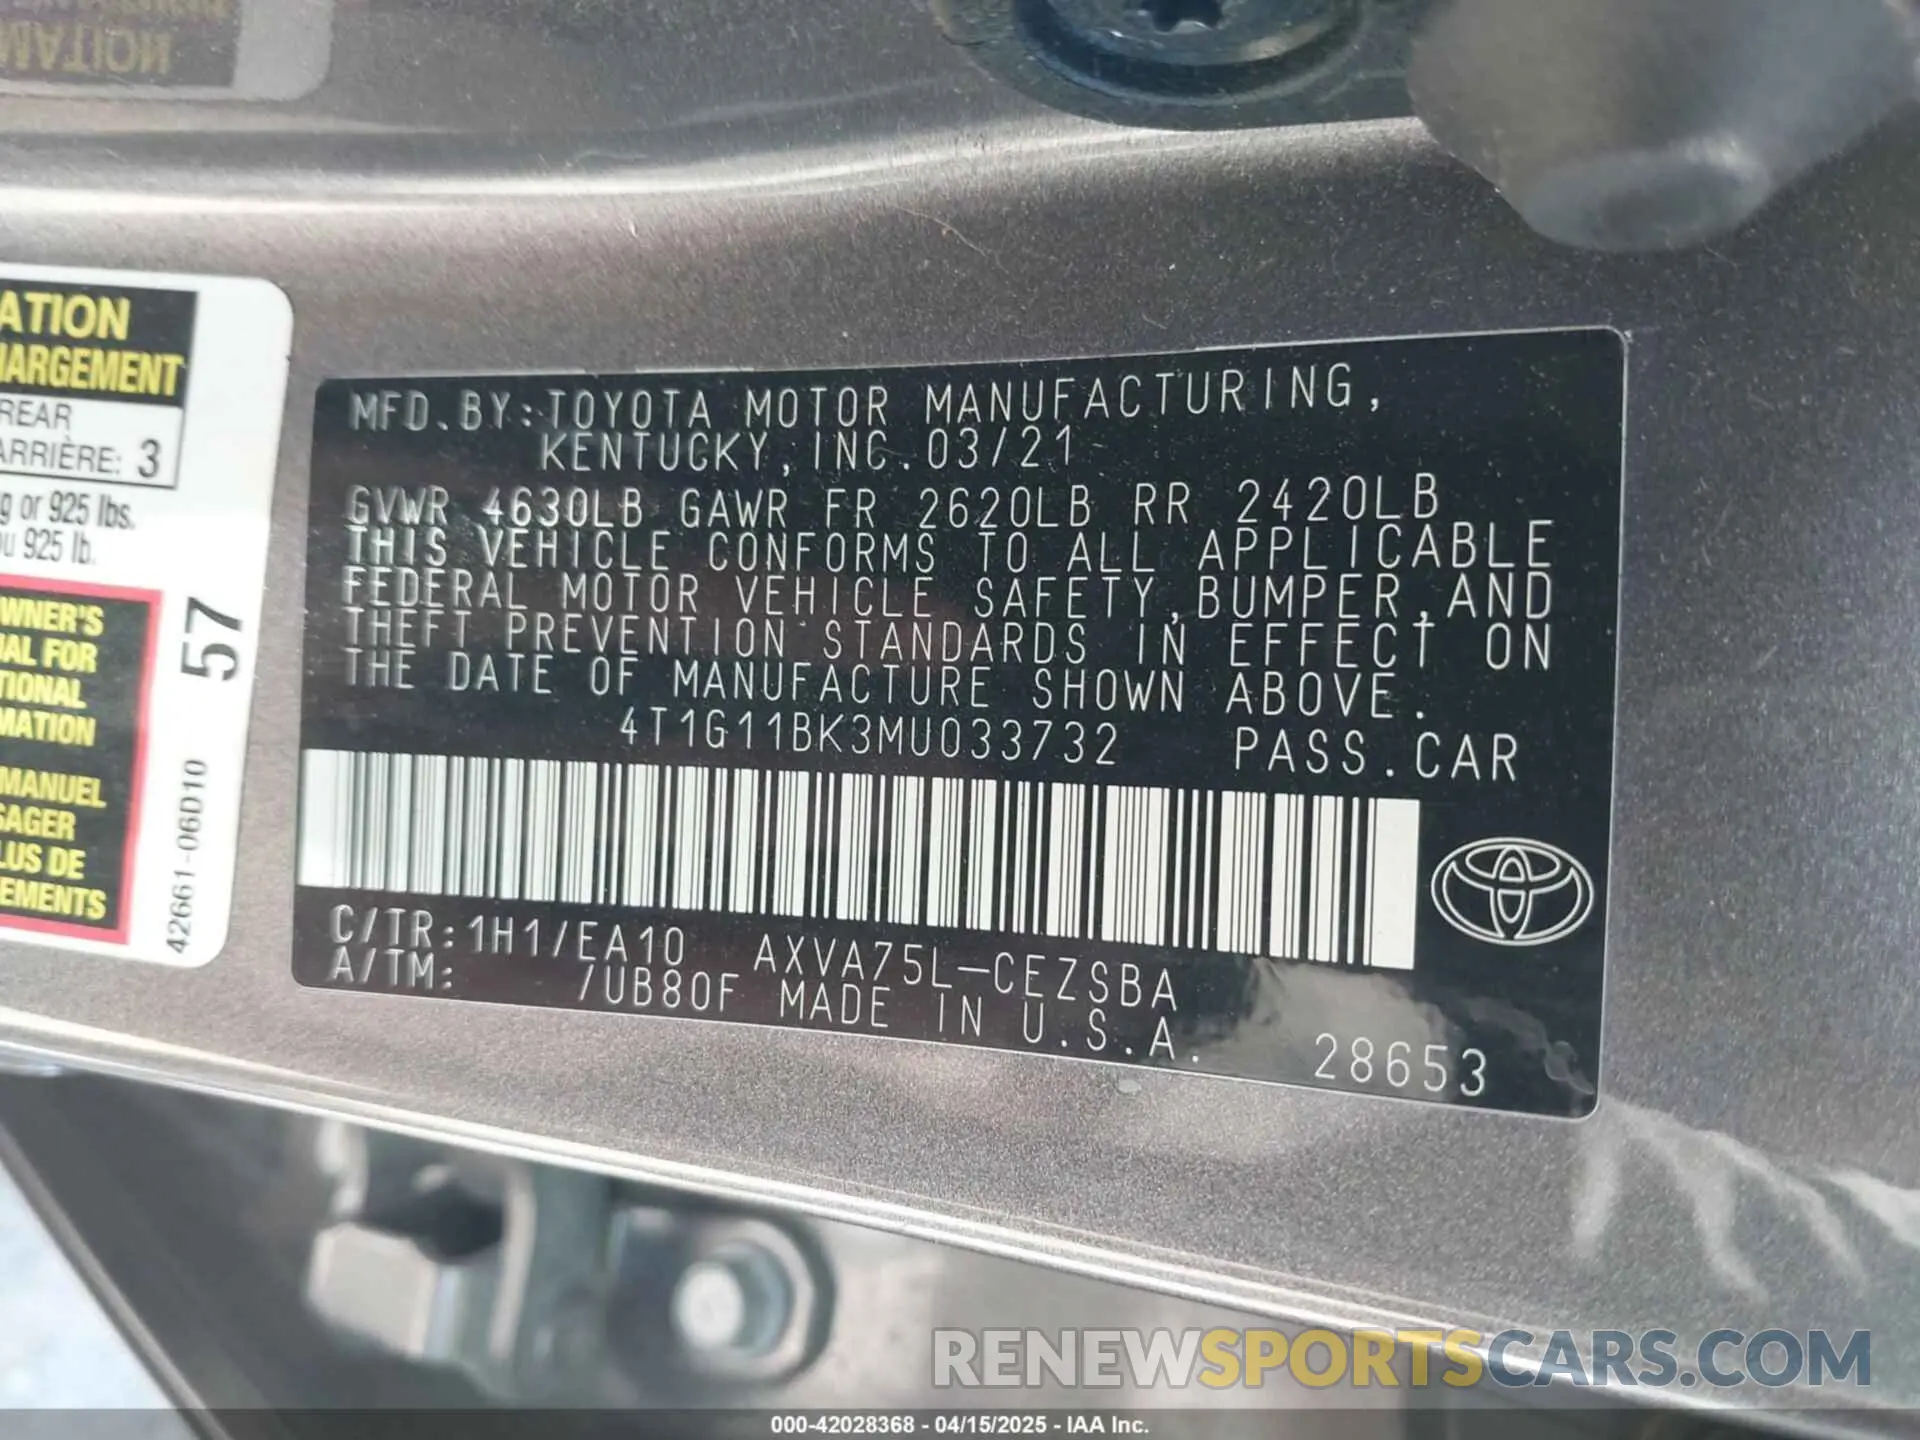 MATION
ATION
HARGEMENT
REAR
ARRIÈRE: 3
g or 925 lbs.
ou 925 lb.
WNER'S
AL FOR
TIONAL
MATION
MANUEL
SAGER
LUS DE
EMENTS
57
42661-06D10
MFD.BY:TOYOTA MOTOR MANUFACTURING,
KENTUCKY, INC.03/21
GVWR 4630LB GAWR FR 2620LB RR 2420LB
THIS VEHICLE CONFORMS TO ALL APPLICABLE
FEDERAL MOTOR VEHICLE SAFETY,BUMPER,AND
THEFT PREVENTION STANDARDS IN EFFECT ON
THE DATE OF MANUFACTURE SHOWN ABOVE.
4T1G11BK3MU033732 PASS.CAR
C/TR:1H1/EA10 AXVA75L-CEZSBA
A/TM: /UB80F MADE IN U.S.A.
28653
RENEWSPORTSCARS.COM
000-42028368 - 04/15/2025 - IAA Inc.